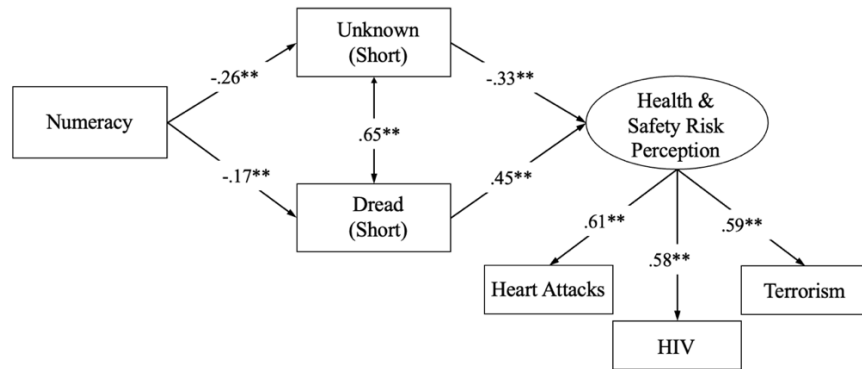 Unknown
(Short)
-.26**
-.33**
Numeracy
Health &
Safety Risk
Perception
.65**
-.17**
.45**
Dread
(Short)
.61**
.58**
.59**
Heart Attacks
HIV
Terrorism